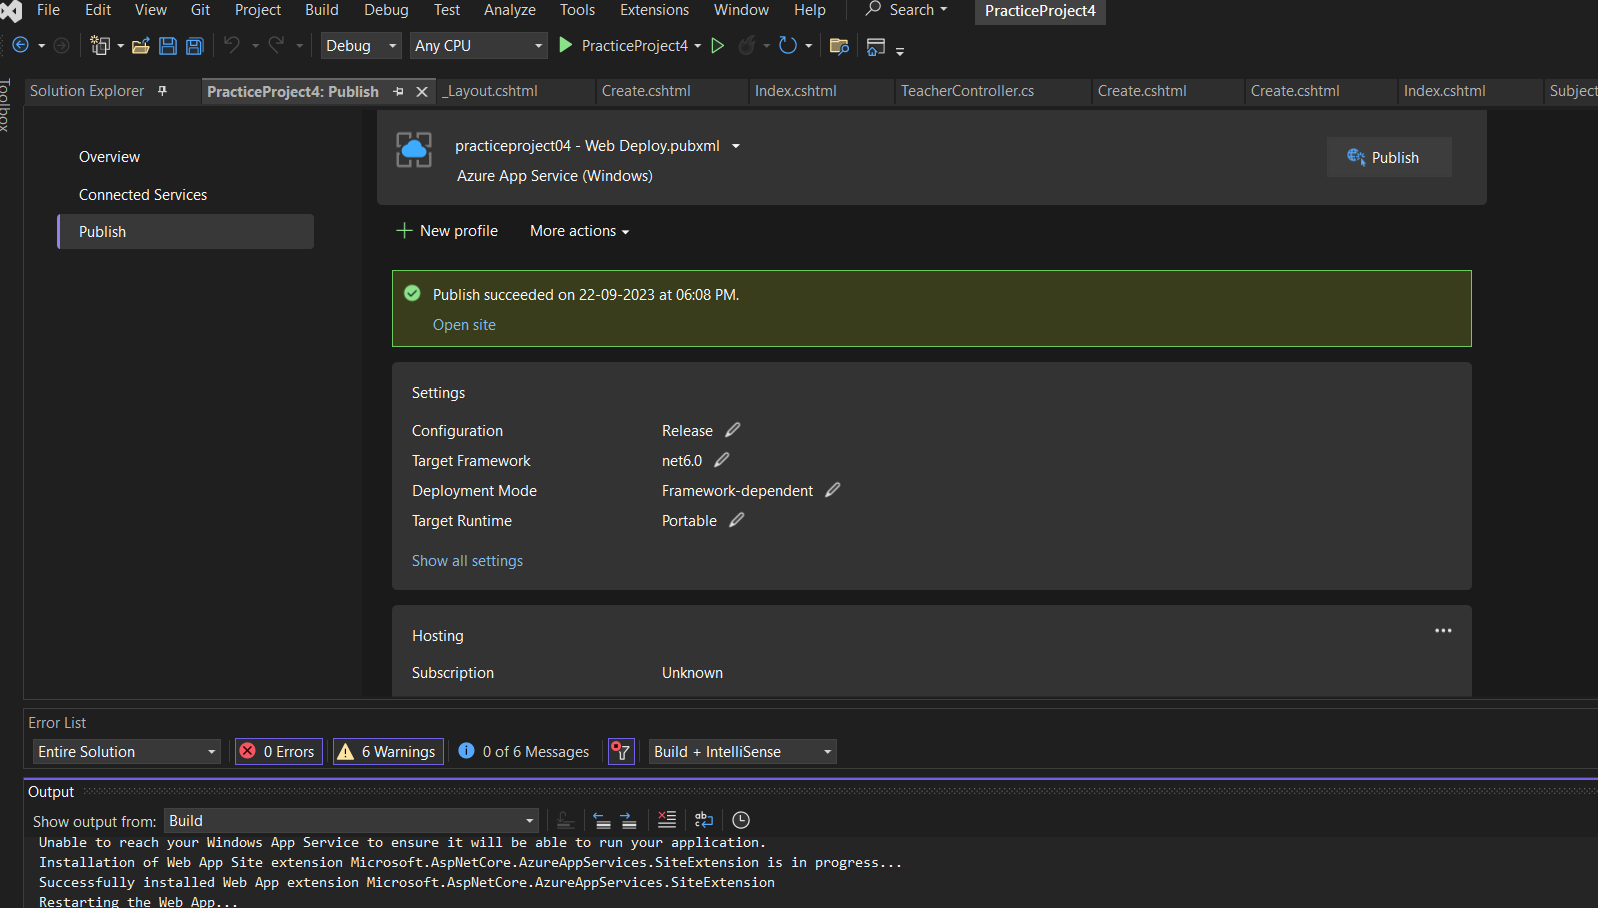 File Edit View Git Project Build Debug Test Analyze Tools Extensions Window Help Search PracticeProject4
Debug Any CPU PracticeProject4
Toolbox
Solution Explorer PracticeProject4: Publish _Layout.cshtml Create.cshtml Index.cshtml TeacherController.cs Create.cshtml Create.cshtml Index.cshtml Subject
Overview
Connected Services
Publish
practiceproject04 - Web Deploy.pubxml
Azure App Service (Windows)
Publish
New profile More actions
Publish succeeded on 22-09-2023 at 06:08 PM.
Open site
Settings
Configuration Release
Target Framework net6.0
Deployment Mode Framework-dependent
Target Runtime Portable
Show all settings
Hosting
Subscription Unknown
Error List
Entire Solution 0 Errors 6 Warnings 0 of 6 Messages Build + IntelliSense
Output
Show output from: Build
Unable to reach your Windows App Service to ensure it will be able to run your application.
Installation of Web App Site extension Microsoft.AspNetCore.AzureAppServices.SiteExtension is in progress...
Successfully installed Web App extension Microsoft.AspNetCore.AzureAppServices.SiteExtension
Restarting the Web App...